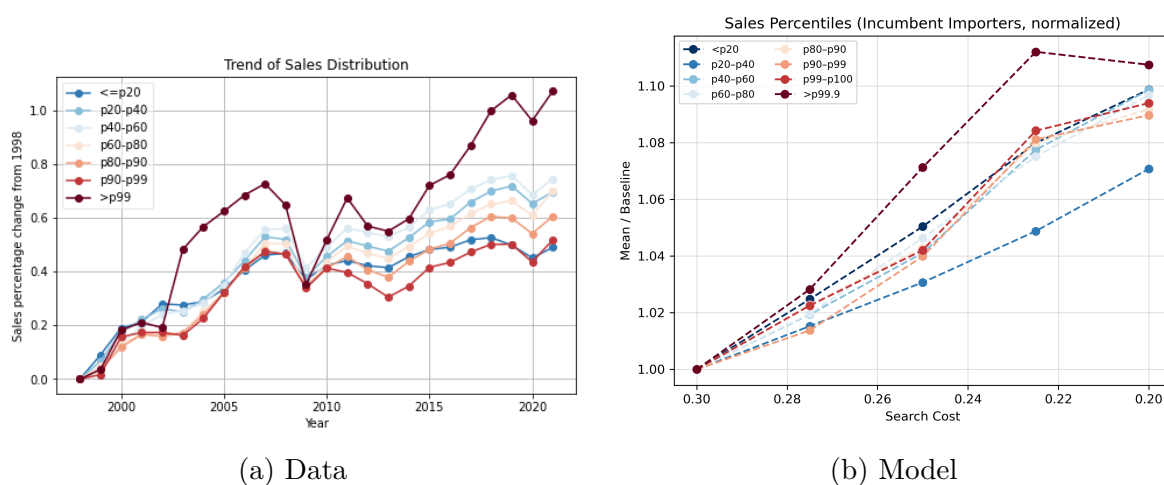 Trend of Sales Distribution
Sales percentage change from 1998
1.0
0.8
0.6
0.4
0.2
0.0
<=p20
p20-p40
p40-p60
p60-p80
p80-p90
p90-p99
>p99
2000 2005 2010 2015 2020
Year
(a) Data
Sales Percentiles (Incumbent Importers, normalized)
Mean / Baseline
1.10
1.08
1.06
1.04
1.02
1.00
<p20
p20–p40
p40–p60
p60–p80
p80–p90
p90–p99
p99–p100
>p99.9
0.30 0.28 0.26 0.24 0.22 0.20
Search Cost
(b) Model